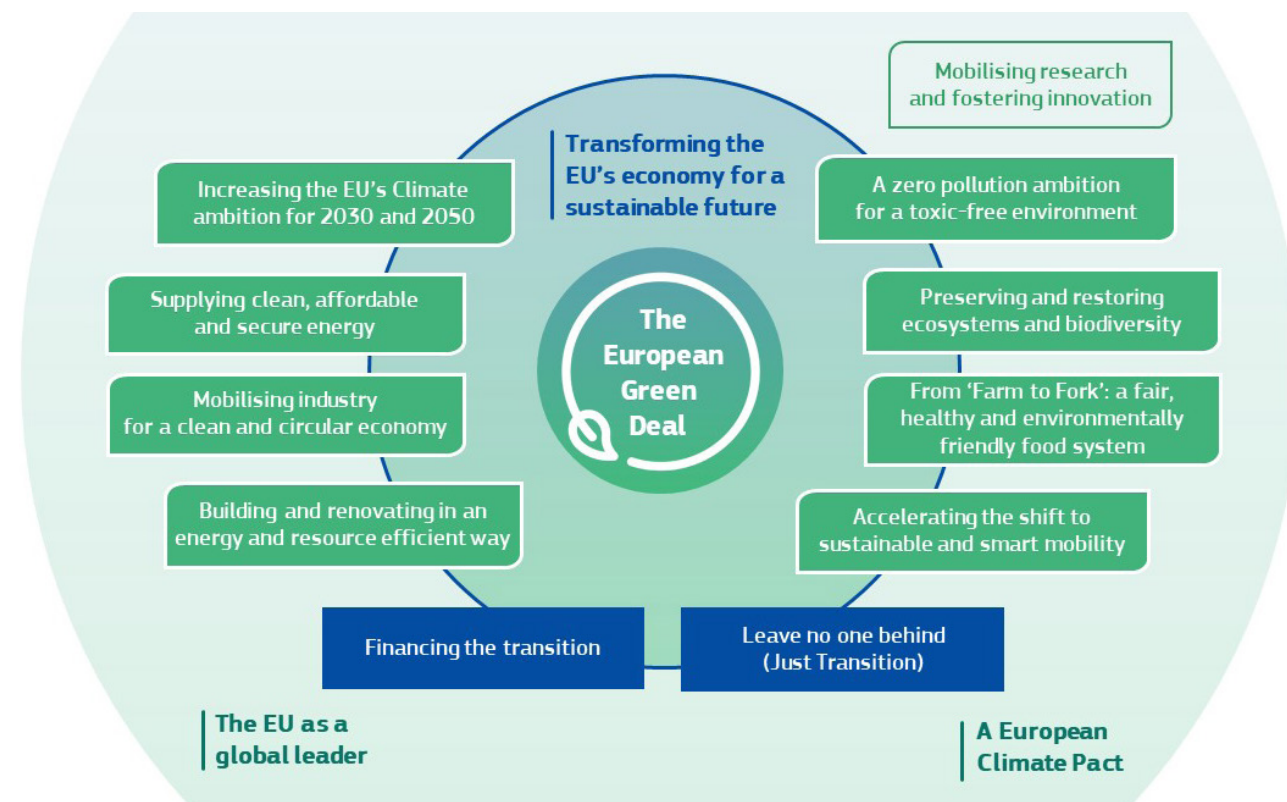 Mobilising research
and fostering innovation
Transforming the
EU's economy for a
sustainable future
Increasing the EU's Climate
ambition for 2030 and 2050
Supplying clean, affordable
and secure energy
Mobilising industry
for a clean and circular economy
Building and renovating in an
energy and resource efficient way
The
European
Green
Deal
A zero pollution ambition
for a toxic-free environment
Preserving and restoring
ecosystems and biodiversity
From ‘Farm to Fork’: a fair,
healthy and environmentally
friendly food system
Accelerating the shift to
sustainable and smart mobility
Financing the transition
Leave no one behind
(Just Transition)
The EU as a
global leader
A European
Climate Pact